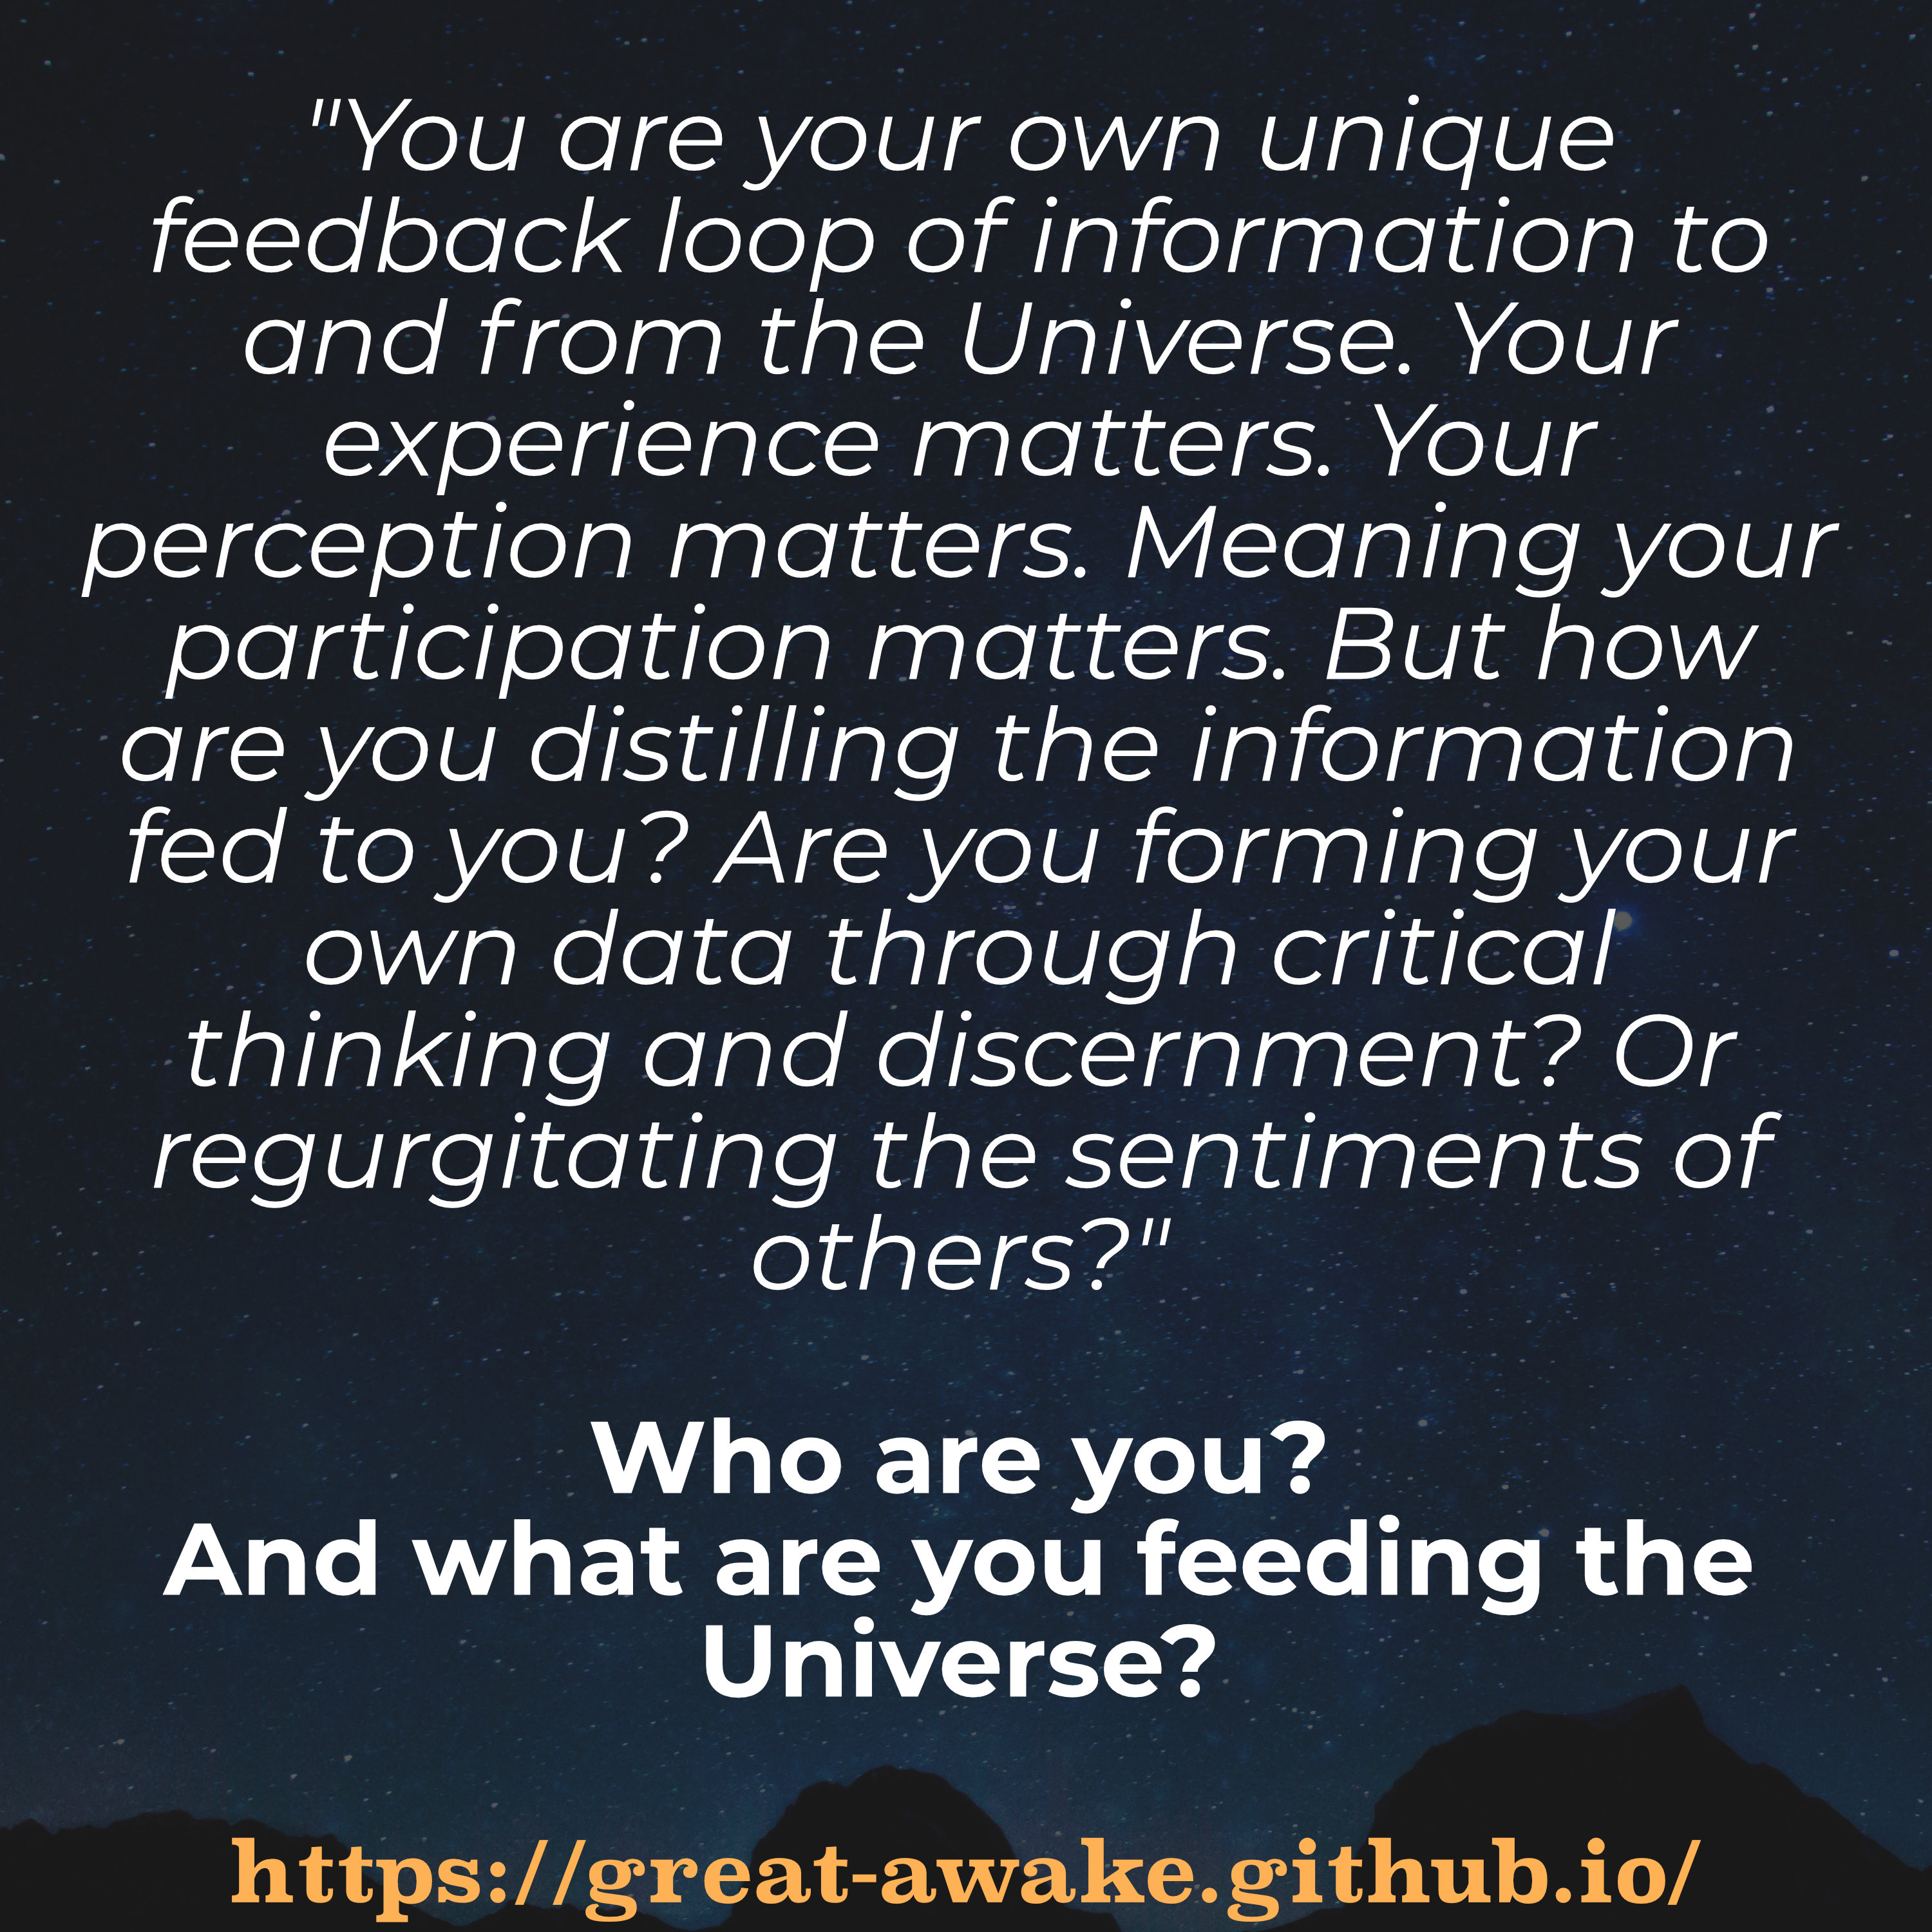 "You are your own unique
feedback loop of information to
and from the Universe. Your
experience matters. Your
perception matters. Meaning your
participation matters. But how
are you distilling the information
fed to you? Are you forming your
own data through critical
thinking and discernment? Or
regurgitating the sentiments of
others?"
Who are you?
And what are you feeding the
Universe?
https://great-awake.github.io/